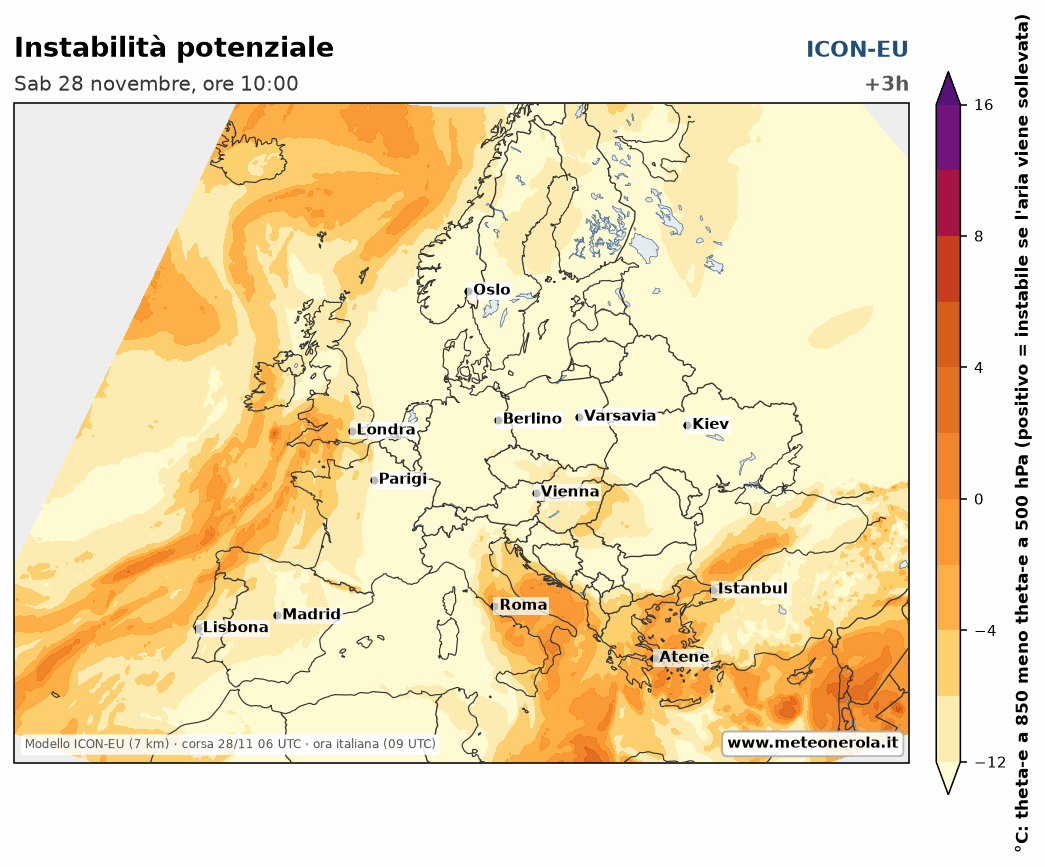 Instabilità potenziale
ICON-EU
Sab 28 novembre, ore 10:00
+3h
Oslo
Berlino
Varsavia
Kiev
Londra
Parigi
Vienna
Istanbul
Roma
Madrid
Lisbona
Atene
Modello ICON-EU (7 km) · corsa 28/11 06 UTC · ora italiana (09 UTC)
www.meteonerola.it
16
8
4
0
−4
−12
°C: theta-e a 850 meno theta-e a 500 hPa (positivo = instabile se l'aria viene sollevata)